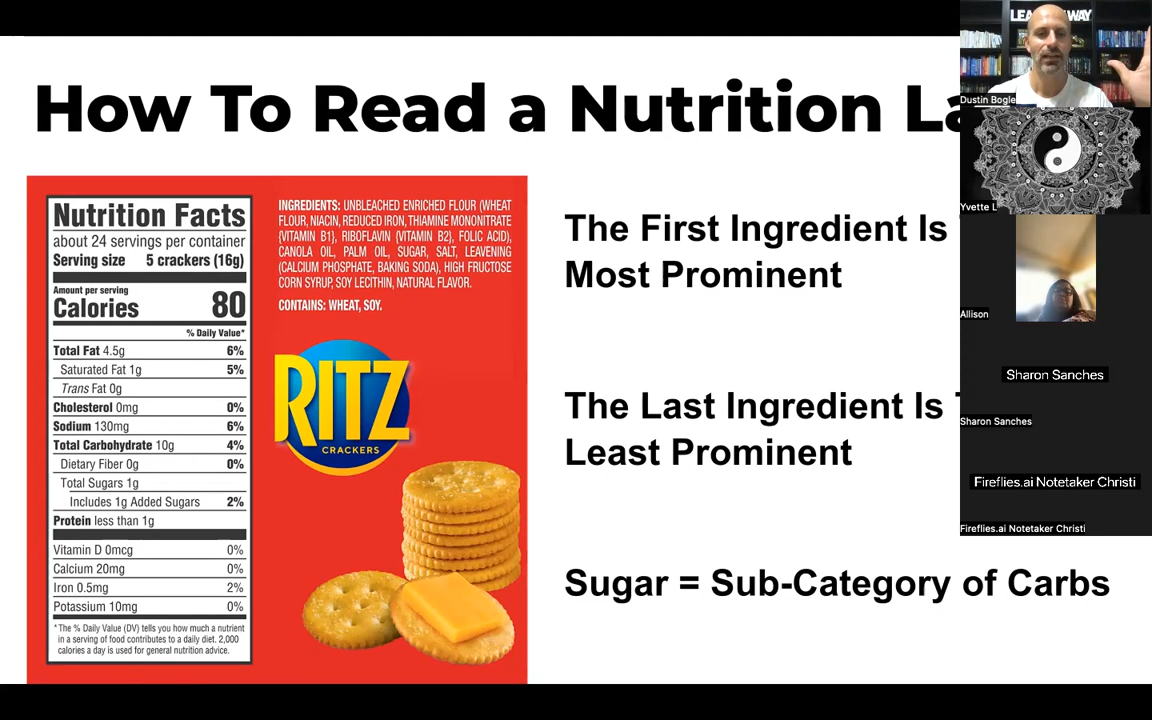 How To Read a Nutrition La
Nutrition Facts
about 24 servings per container
Serving size 5 crackers (16g)
Amount per serving
Calories 80
% Daily Value*
Total Fat 4.5g 6%
Saturated Fat 1g 5%
Trans Fat 0g
Cholesterol 0mg 0%
Sodium 130mg 6%
Total Carbohydrate 10g 4%
Dietary Fiber 0g 0%
Total Sugars 1g
Includes 1g Added Sugars 2%
Protein less than 1g
Vitamin D 0mcg 0%
Calcium 20mg 0%
Iron 0.5mg 2%
Potassium 10mg 0%
*The % Daily Value (DV) tells you how much a nutrient
in a serving of food contributes to a daily diet. 2,000
calories a day is used for general nutrition advice.
INGREDIENTS: UNBLEACHED ENRICHED FLOUR (WHEAT
FLOUR, NIACIN, REDUCED IRON, THIAMINE MONONITRATE
{VITAMIN B1}, RIBOFLAVIN {VITAMIN B2}, FOLIC ACID),
CANOLA OIL, PALM OIL, SUGAR, SALT, LEAVENING
(CALCIUM PHOSPHATE, BAKING SODA), HIGH FRUCTOSE
CORN SYRUP, SOY LECITHIN, NATURAL FLAVOR.
CONTAINS: WHEAT, SOY.
RITZ
CRACKERS
The First Ingredient Is
Most Prominent
The Last Ingredient Is
Least Prominent
Sugar = Sub-Category of Carbs
WAY
Dustin Bogle
Yvette L
Allison
Sharon Sanches
Sharon Sanches
Fireflies.ai Notetaker Christi
Fireflies.ai Notetaker Christi